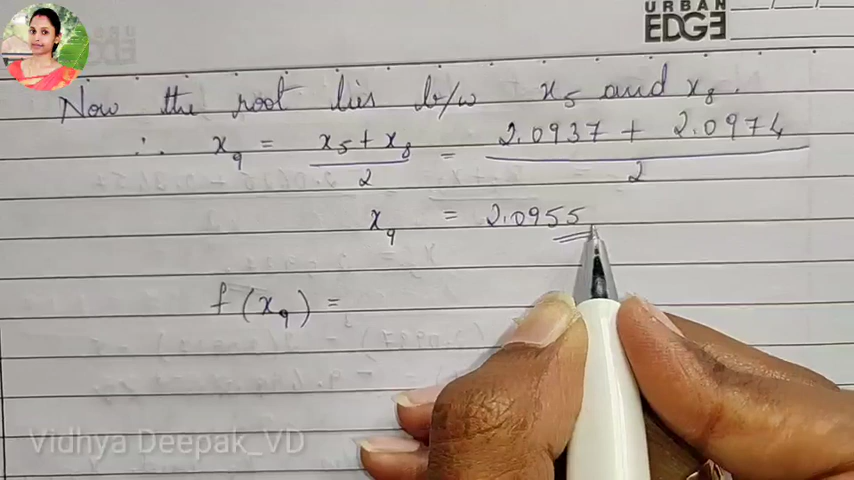 URBAN
EDGE
Now the root lies b/w x₅ and x₈.
∴ x₉ = x₅ + x₈ / 2 = 2.0937 + 2.0974 / 2
x₉ = 2.0955
f(x₉) =
Vidhya Deepak_VD